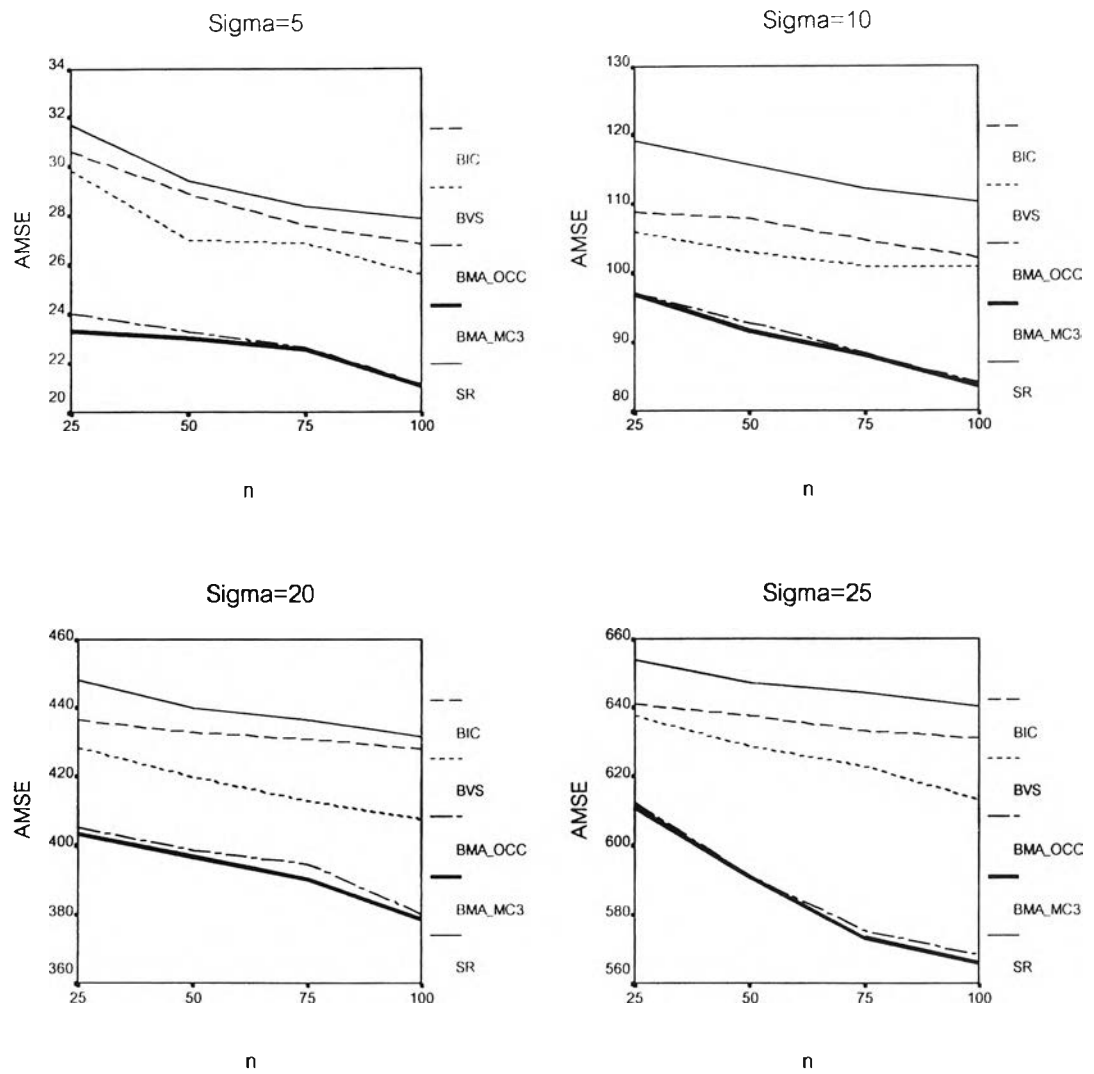 Sigma=5
34
32
30
28
26
24
22
20
AMSE
25
50
75
100
n
BIC
BVS
BMA_OCC
BMA_MC3
SR
Sigma=10
130
120
110
100
90
80
AMSE
25
50
75
100
n
BIC
BVS
BMA_OCC
BMA_MC3
SR
Sigma=20
460
440
420
400
380
360
AMSE
25
50
75
100
n
BIC
BVS
BMA_OCC
BMA_MC3
SR
Sigma=25
660
640
620
600
580
560
AMSE
25
50
75
100
n
BIC
BVS
BMA_OCC
BMA_MC3
SR